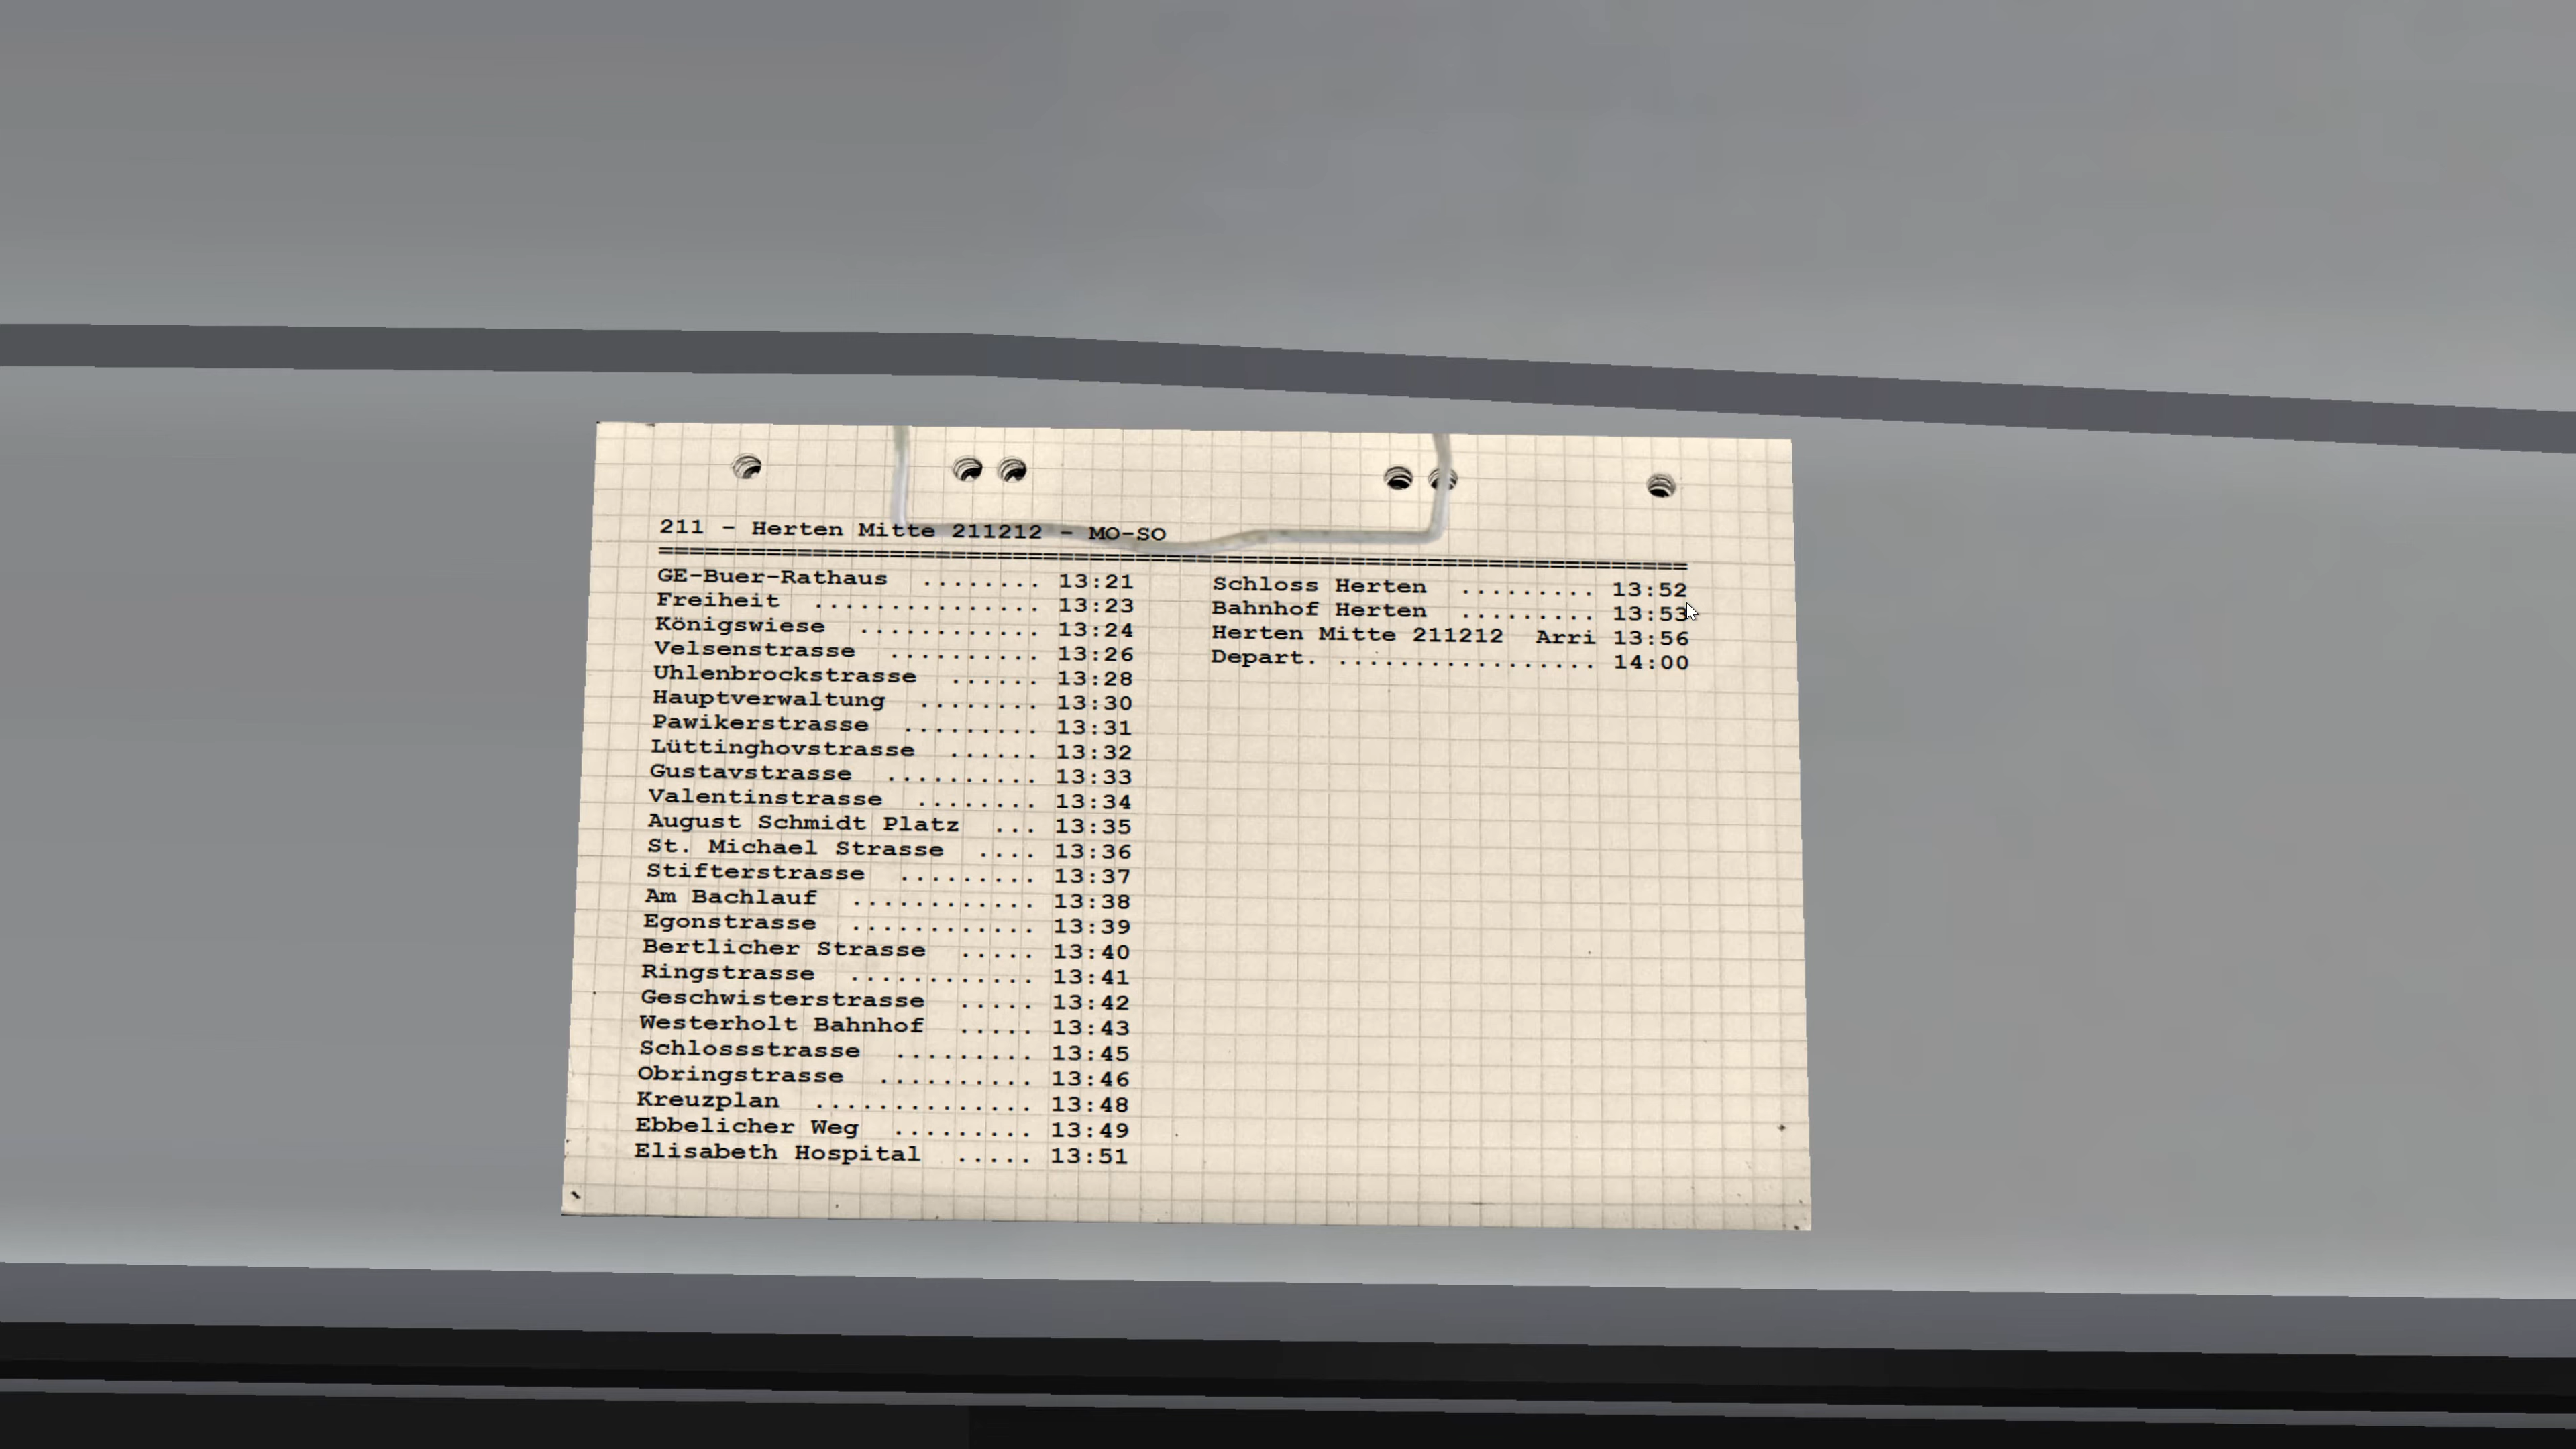 211 - Herten Mitte 211212 - MO-SO
=====================================================================
GE-Buer-Rathaus ........ 13:21
Freiheit ............... 13:23
Königswiese ............ 13:24
Velsenstrasse .......... 13:26
Uhlenbrockstrasse ...... 13:28
Hauptverwaltung ........ 13:30
Pawikerstrasse ......... 13:31
Lüttinghovstrasse ...... 13:32
Gustavstrasse .......... 13:33
Valentinstrasse ........ 13:34
August Schmidt Platz ... 13:35
St. Michael Strasse .... 13:36
Stifterstrasse ......... 13:37
Am Bachlauf ............ 13:38
Egonstrasse ............ 13:39
Bertlicher Strasse ..... 13:40
Ringstrasse ............ 13:41
Geschwisterstrasse ..... 13:42
Westerholt Bahnhof ..... 13:43
Schlossstrasse ......... 13:45
Obringstrasse .......... 13:46
Kreuzplan .............. 13:48
Ebbelicher Weg ......... 13:49
Elisabeth Hospital ..... 13:51
Schloss Herten ......... 13:52
Bahnhof Herten ......... 13:53
Herten Mitte 211212 Arri 13:56
Depart. ................. 14:00